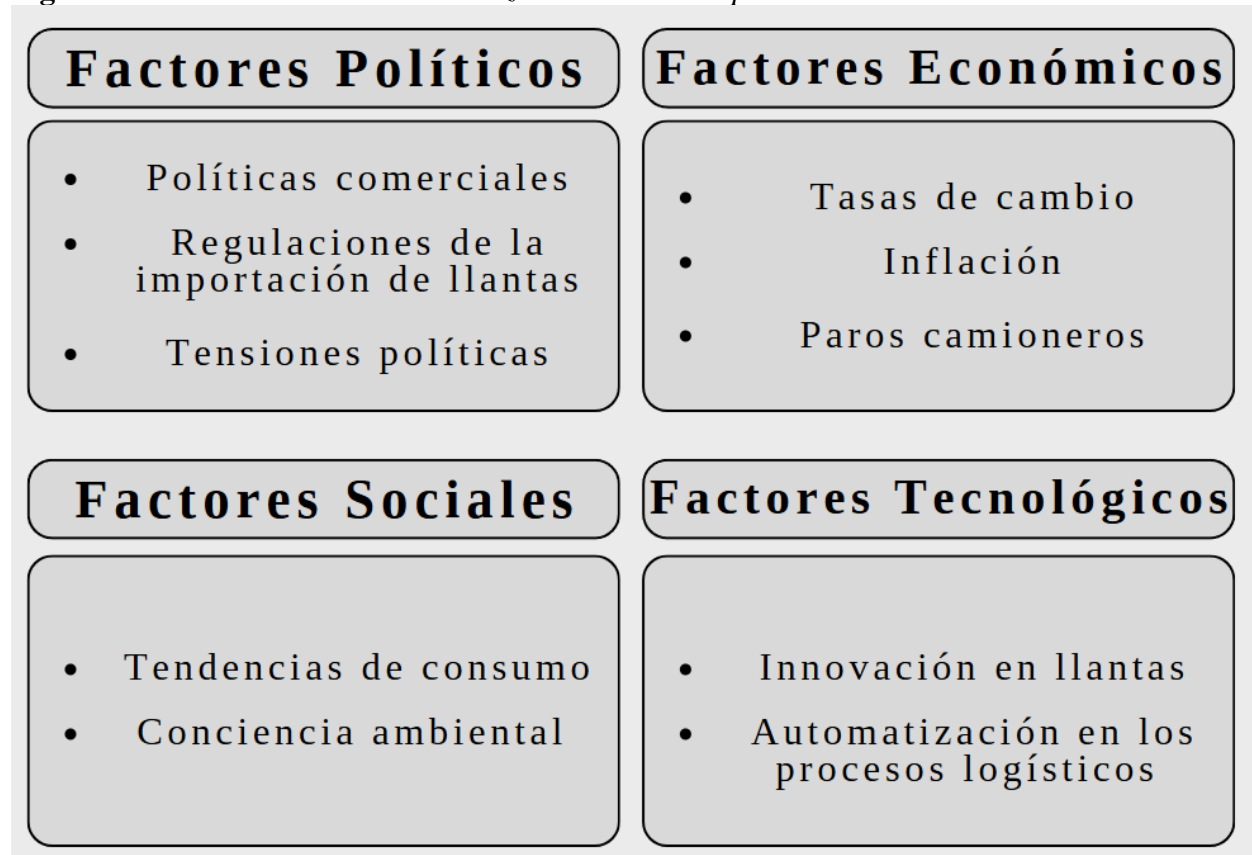 Factores Políticos
Políticas comerciales
Regulaciones de la
importación de llantas
Tensiones políticas
Factores Económicos
Tasas de cambio
Inflación
Paros camioneros
Factores Sociales
Tendencias de consumo
Conciencia ambiental
Factores Tecnológicos
Innovación en llantas
Automatización en los
procesos logísticos